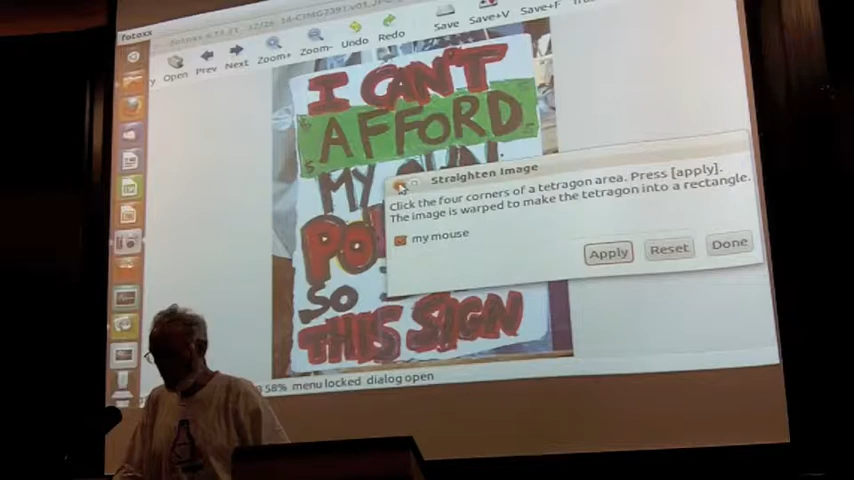 fotoxx
Open Prev Next Zoom+ Zoom- Undo Redo Save Save+V Save+F
I CAN'T
AFFORD
MY
SO
THIS SIGN
Straighten Image
Click the four corners of a tetragon area. Press [apply].
The image is warped to make the tetragon into a rectangle.
my mouse
Apply Reset Done
58% menu locked dialog open